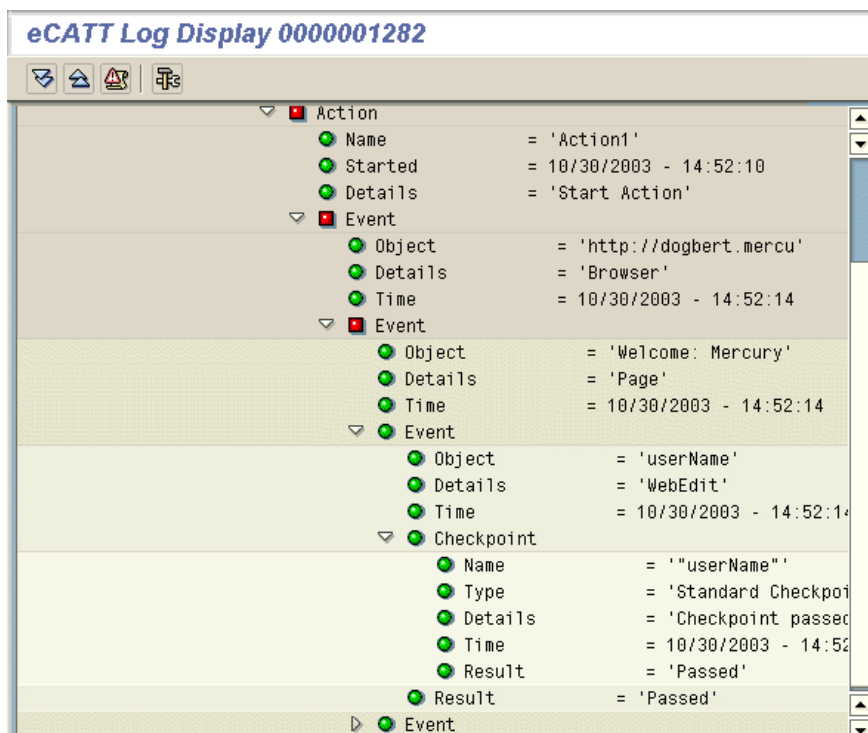 eCATT Log Display 0000001282
Action
Name = 'Action1'
Started = 10/30/2003 - 14:52:10
Details = 'Start Action'
Event
Object = 'http://dogbert.mercu'
Details = 'Browser'
Time = 10/30/2003 - 14:52:14
Event
Object = 'Welcome: Mercury'
Details = 'Page'
Time = 10/30/2003 - 14:52:14
Event
Object = 'userName'
Details = 'WebEdit'
Time = 10/30/2003 - 14:52:14
Checkpoint
Name = '"userName"'
Type = 'Standard Checkpoi
Details = 'Checkpoint passed
Time = 10/30/2003 - 14:52
Result = 'Passed'
Result = 'Passed'
Event